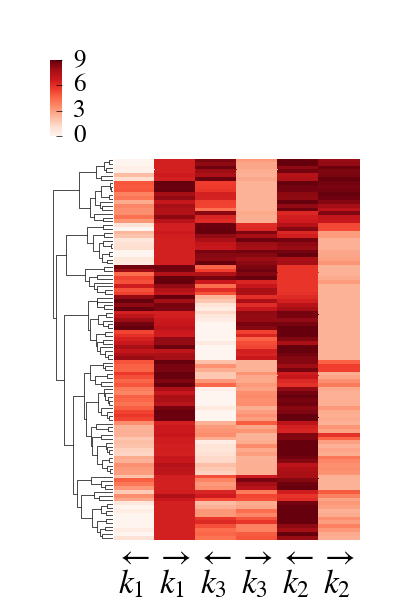 9
6
3
0
← → ← → ← →
k₁ k₁ k₃ k₃ k₂ k₂